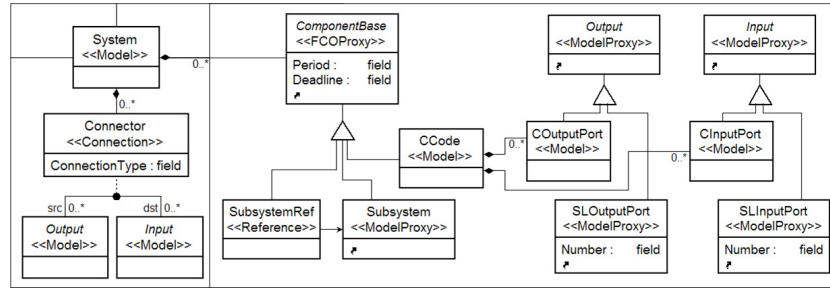 System
<<Model>>
0..*
0..*
Connector
<<Connection>>
ConnectionType : field
src
0..*
dst
0..*
Output
<<Model>>
Input
<<Model>>
ComponentBase
<<FCOProxy>>
Period : field
Deadline : field
Output
<<ModelProxy>>
Input
<<ModelProxy>>
CCode
<<Model>>
0..*
COutputPort
<<Model>>
0..*
CInputPort
<<Model>>
SubsystemRef
<<Reference>>
Subsystem
<<ModelProxy>>
SLOutputPort
<<ModelProxy>>
Number : field
SLInputPort
<<ModelProxy>>
Number : field